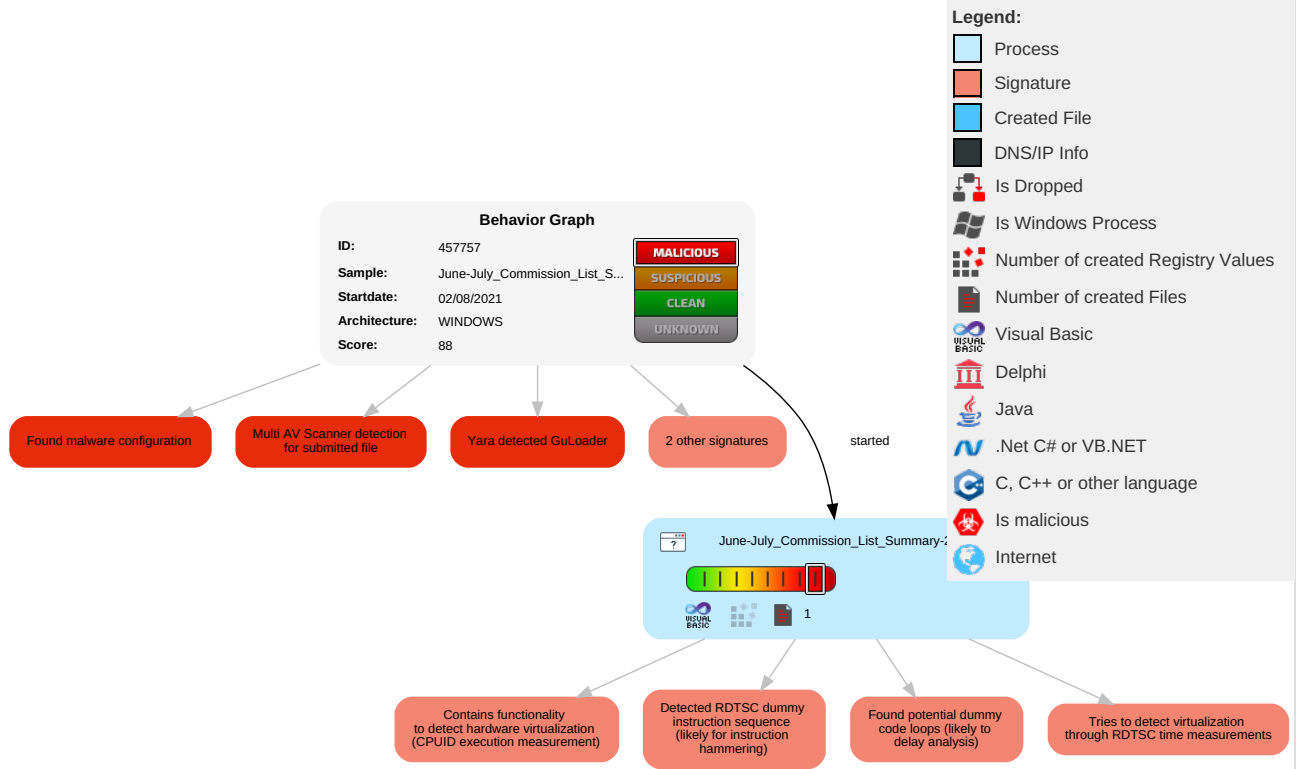 Legend:
Process
Signature
Created File
DNS/IP Info
Is Dropped
Is Windows Process
Number of created Registry Values
Number of created Files
VISUAL
BASIC
Visual Basic
Delphi
Java
.Net C# or VB.NET
C, C++ or other language
Is malicious
Internet
Behavior Graph
ID: 457757
Sample: June-July_Commission_List_S...
Startdate: 02/08/2021
Architecture: WINDOWS
Score: 88
MALICIOUS
SUSPICIOUS
CLEAN
UNKNOWN
Found malware configuration
Multi AV Scanner detection
for submitted file
Yara detected GuLoader
2 other signatures
started
?
June-July_Commission_List_Summary-2
VISUAL
BASIC
1
Contains functionality
to detect hardware virtualization
(CPUID execution measurement)
Detected RDTSC dummy
instruction sequence
(likely for instruction
hammering)
Found potential dummy
code loops (likely to
delay analysis)
Tries to detect virtualization
through RDTSC time measurements